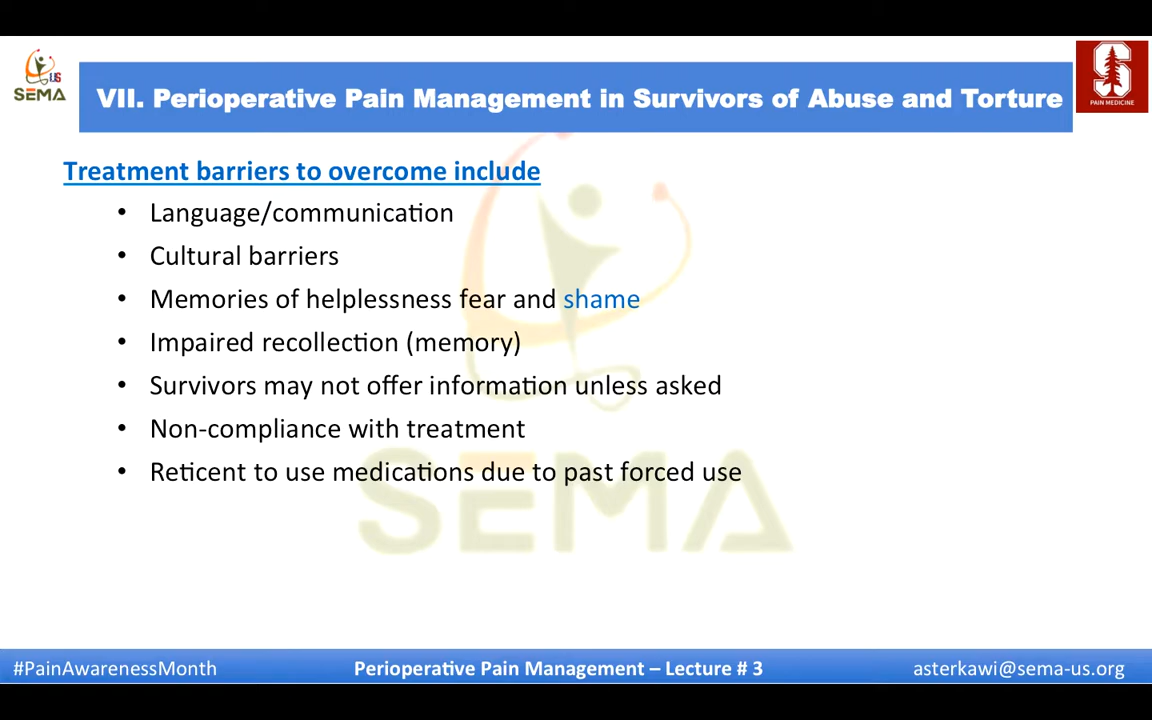 US
SEMA
VII. Perioperative Pain Management in Survivors of Abuse and Torture
S
PAIN MEDICINE
Treatment barriers to overcome include
• Language/communication
• Cultural barriers
• Memories of helplessness fear and shame
• Impaired recollection (memory)
• Survivors may not offer information unless asked
• Non-compliance with treatment
• Reticent to use medications due to past forced use
SEMA
#PainAwarenessMonth
Perioperative Pain Management – Lecture # 3
asterkawi@sema-us.org